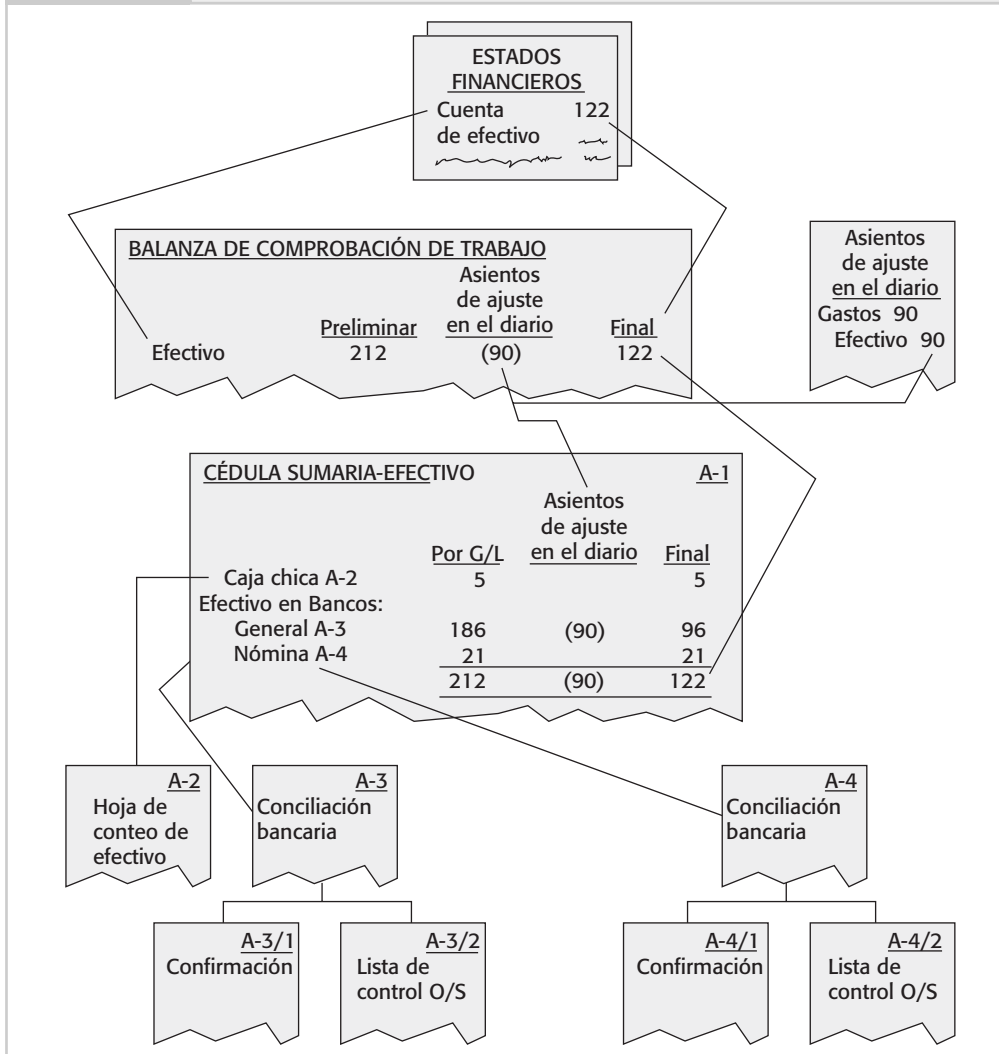 ESTADOS
FINANCIEROS
Cuenta 122
de efectivo
BALANZA DE COMPROBACIÓN DE TRABAJO
Asientos
de ajuste
Preliminar en el diario Final
Efectivo 212 (90) 122
Asientos
de ajuste
en el diario
Gastos 90
Efectivo 90
CÉDULA SUMARIA-EFECTIVO A-1
Asientos
de ajuste
Por G/L en el diario Final
Caja chica A-2 5 5
Efectivo en Bancos:
General A-3 186 (90) 96
Nómina A-4 21 21
212 (90) 122
A-2
Hoja de
conteo de
efectivo
A-3
Conciliación
bancaria
A-4
Conciliación
bancaria
A-3/1
Confirmación
A-3/2
Lista de
control O/S
A-4/1
Confirmación
A-4/2
Lista de
control O/S